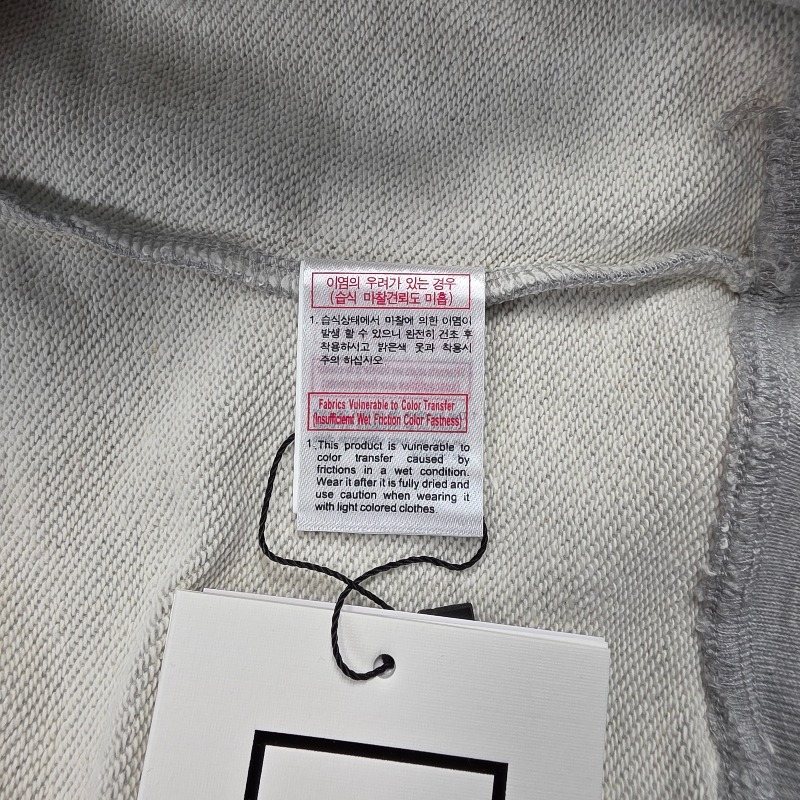 이염의 우려가 있는 경우
(습식 마찰견뢰도 미흡)
1. 습식상태에서 마찰에 의한 이염이
발생 할 수 있으니 완전히 건조 후
착용하시고 밝은색 옷과 착용시
주의 하십시오
Fabrics Vulnerable to Color Transfer
(Insufficient Wet Friction Color Fastness)
1. This product is vulnerable to
color transfer caused by
frictions in a wet condition.
Wear it after it is fully dried and
use caution when wearing it
with light colored clothes.